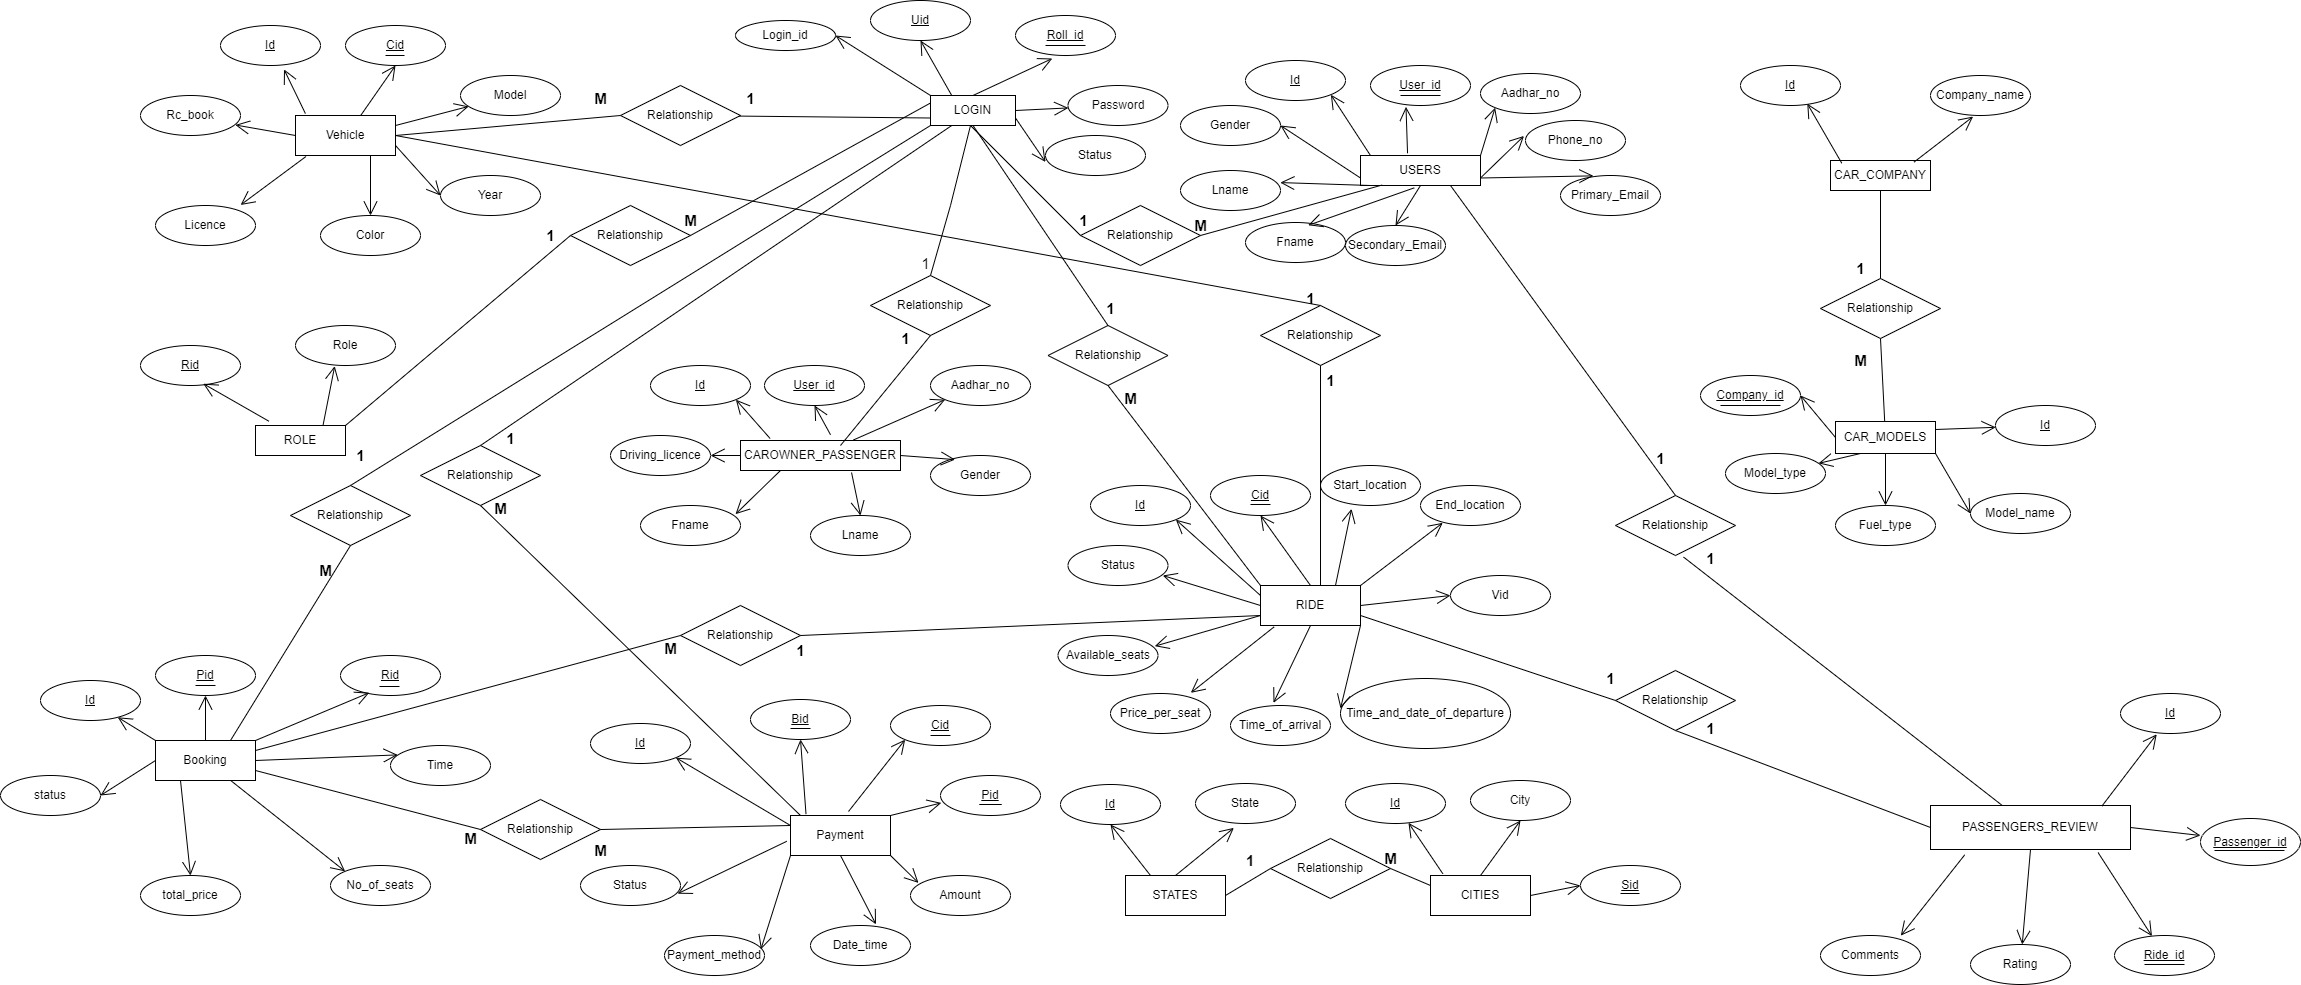 Id
Cid
Model
Rc_book
Vehicle
Licence
Color
Year
M
Relationship
1
Login_id
Uid
Roll_id
LOGIN
Password
Status
Id
User_id
Aadhar_no
Gender
Phone_no
USERS
Lname
Primary_Email
Fname
Secondary_Email
1
Relationship
M
Id
Company_name
CAR_COMPANY
1
Relationship
M
Company_id
CAR_MODELS
Id
Model_type
Fuel_type
Model_name
1
Relationship
M
Rid
Role
ROLE
1
Relationship
1
Id
User_id
Aadhar_no
Driving_licence
CAROWNER_PASSENGER
Gender
Fname
Lname
1
Relationship
M
1
Relationship
1
1
Relationship
M
1
Relationship
M
Id
Cid
Start_location
End_location
Status
RIDE
Vid
Available_seats
Price_per_seat
Time_of_arrival
Time_and_date_of_departure
1
Relationship
1
M
Relationship
1
1
Relationship
1
Id
Pid
Rid
Booking
Time
status
total_price
No_of_seats
M
Relationship
M
Id
Bid
Cid
Pid
Payment
Status
Amount
Payment_method
Date_time
Id
State
STATES
1
Relationship
M
Id
City
CITIES
Sid
Id
PASSENGERS_REVIEW
Passenger_id
Comments
Rating
Ride_id